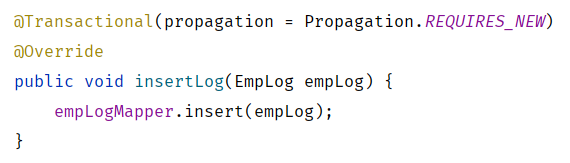 @Transactional(propagation = Propagation.REQUIRES_NEW)
@Override
public void insertLog(EmpLog empLog) {
    empLogMapper.insert(empLog);
}